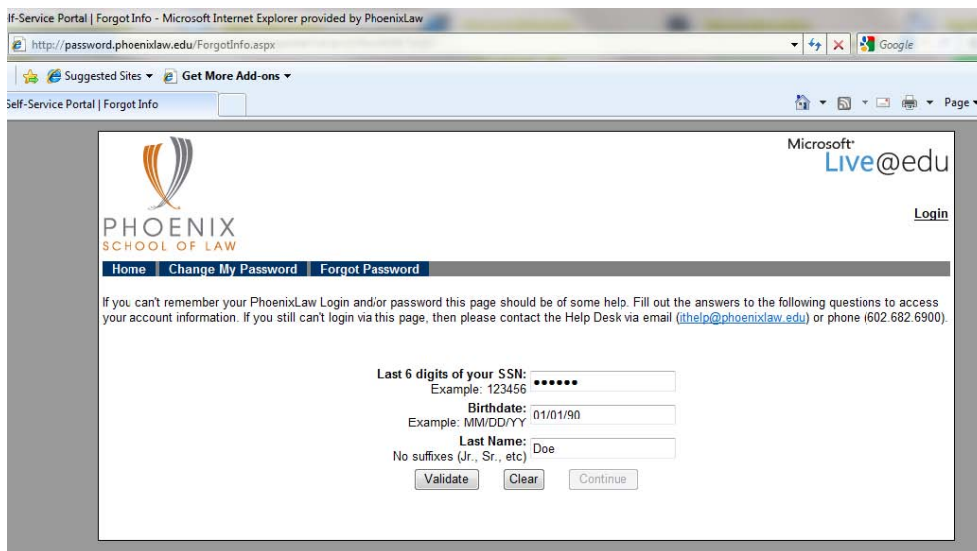 lf-Service Portal | Forgot Info - Microsoft Internet Explorer provided by PhoenixLaw
http://password.phoenixlaw.edu/ForgotInfo.aspx
Google
Suggested Sites
Get More Add-ons
Self-Service Portal | Forgot Info
Page
Microsoft
Live@edu
PHOENIX
SCHOOL OF LAW
Login
Home Change My Password Forgot Password
If you can't remember your PhoenixLaw Login and/or password this page should be of some help. Fill out the answers to the following questions to access
your account information. If you still can't login via this page, then please contact the Help Desk via email (ithelp@phoenixlaw.edu) or phone (602.682.6900).
Last 6 digits of your SSN: ••••••
Example: 123456
Birthdate: 01/01/90
Example: MM/DD/YY
Last Name: Doe
No suffixes (Jr., Sr., etc)
Validate Clear Continue